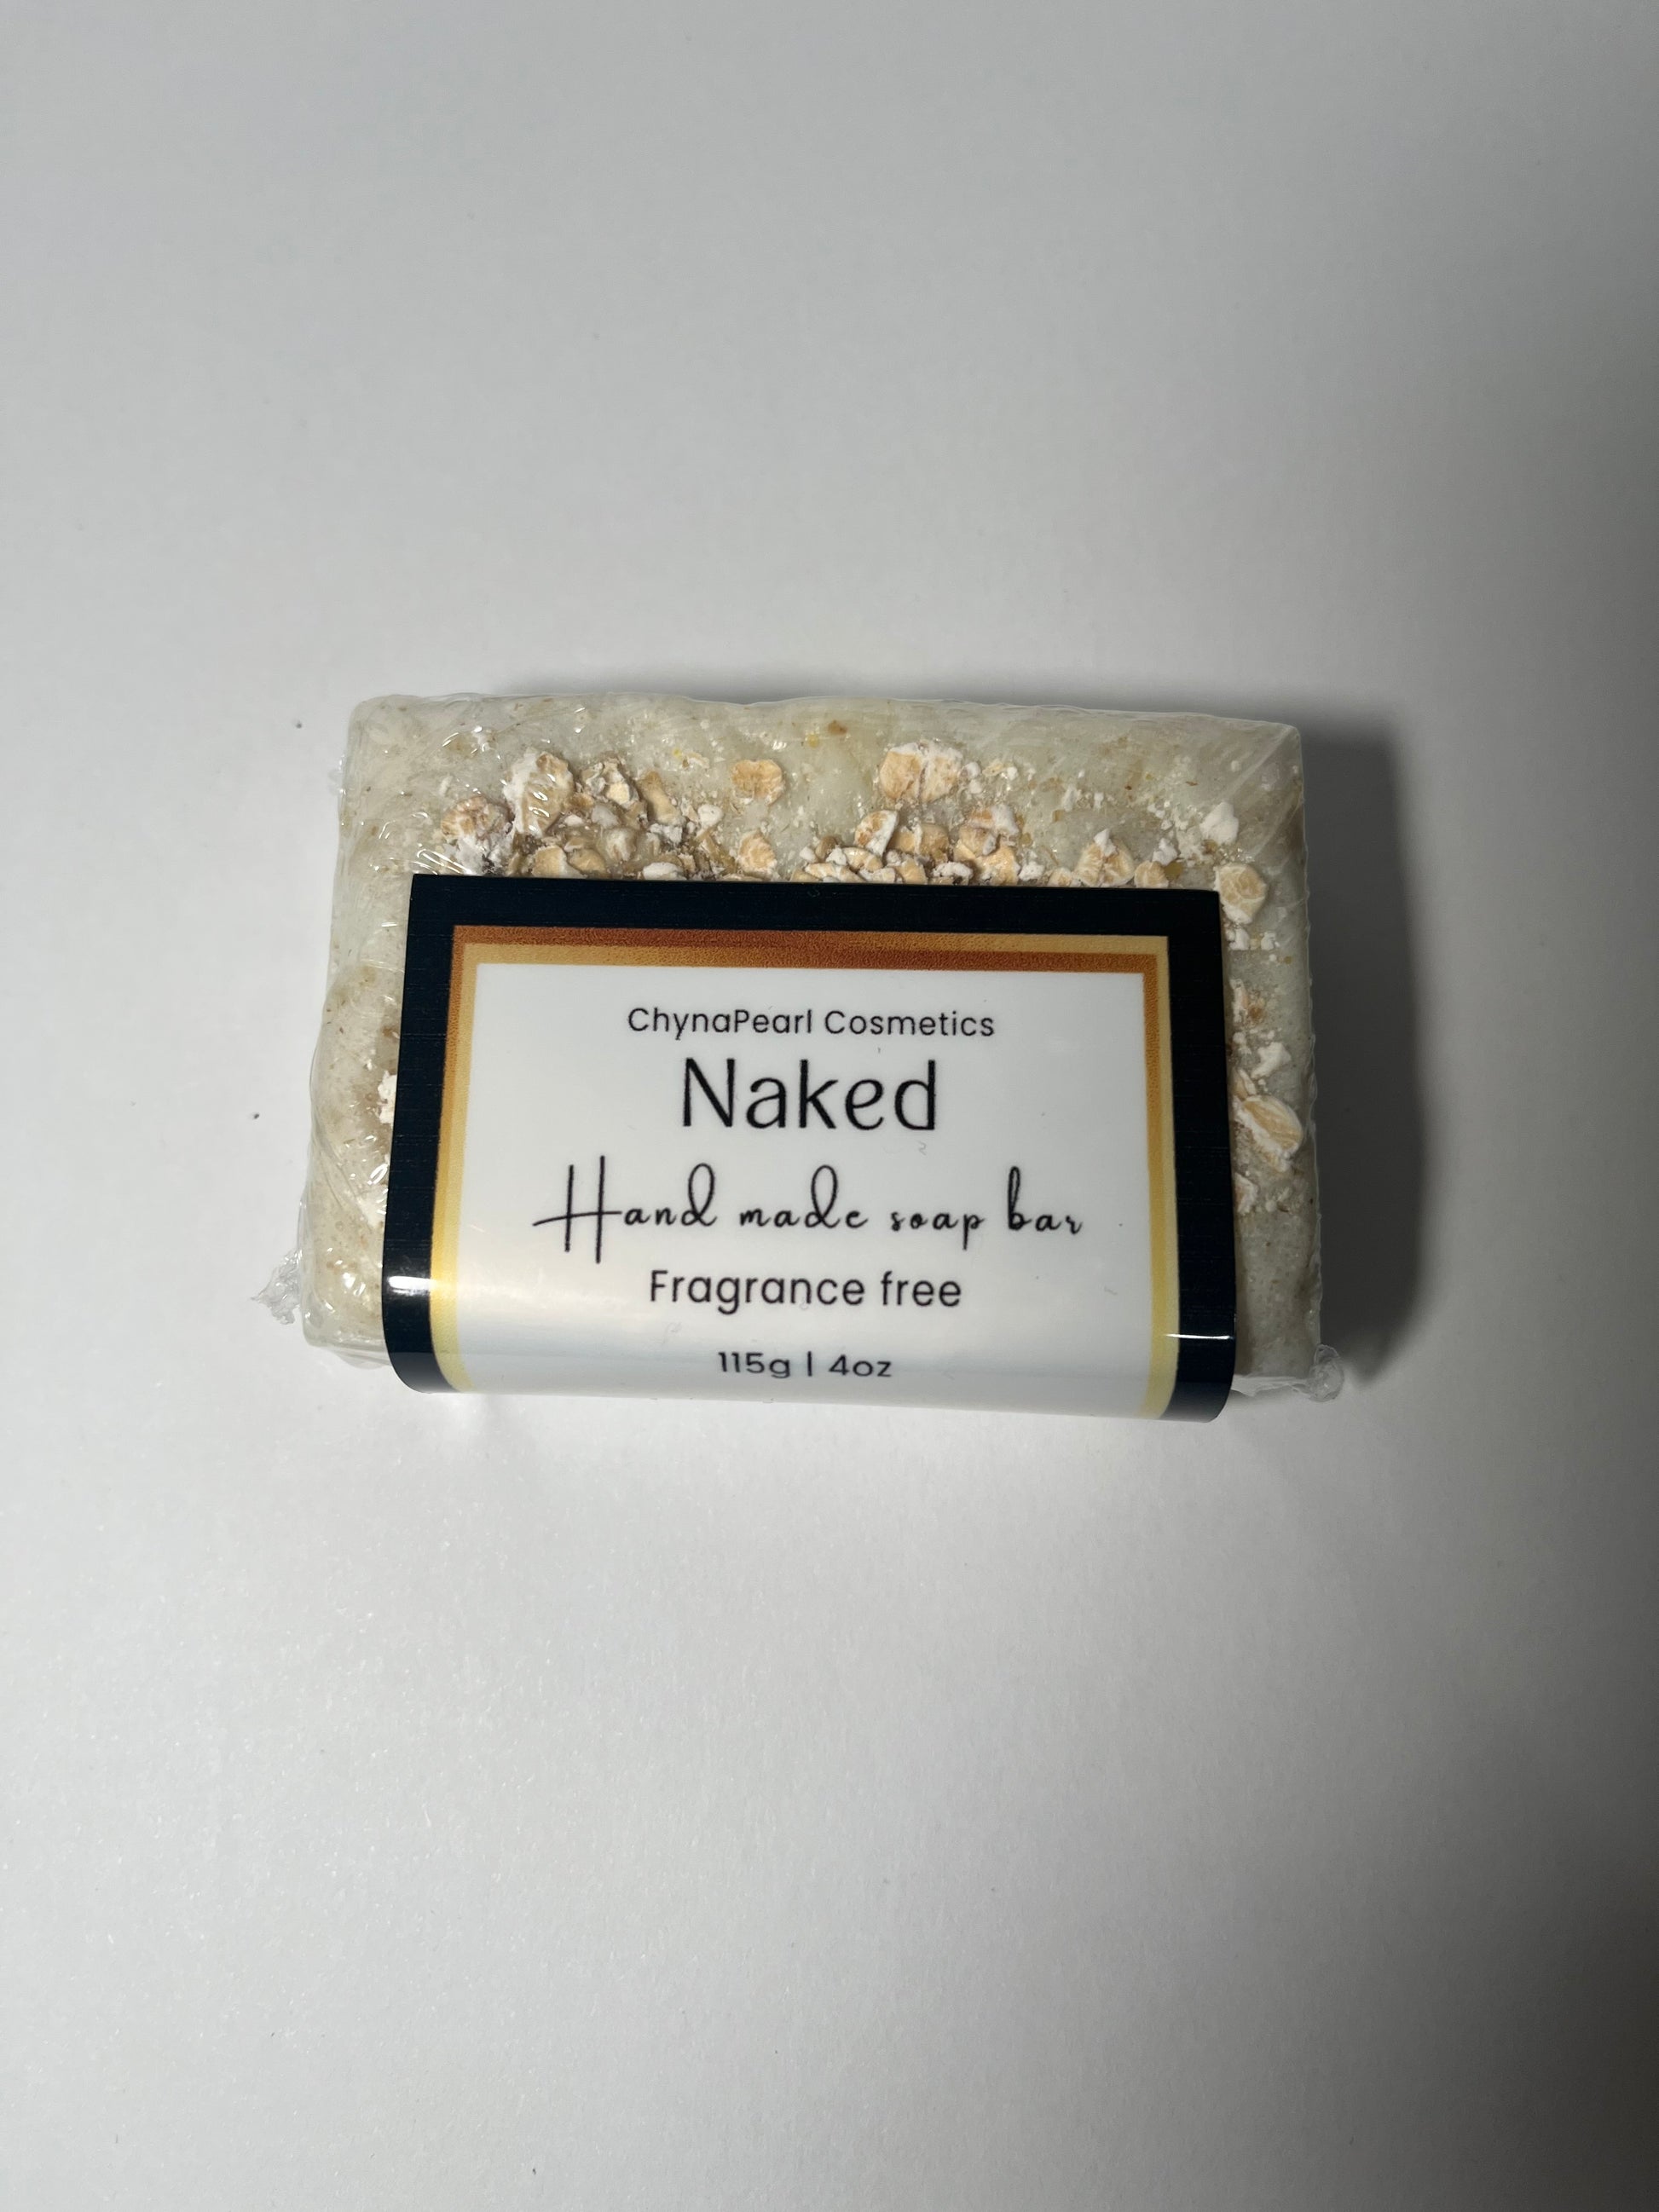 ChynaPearl Cosmetics
Naked
Hand made soap bar
Fragrance free
115g | 4oz